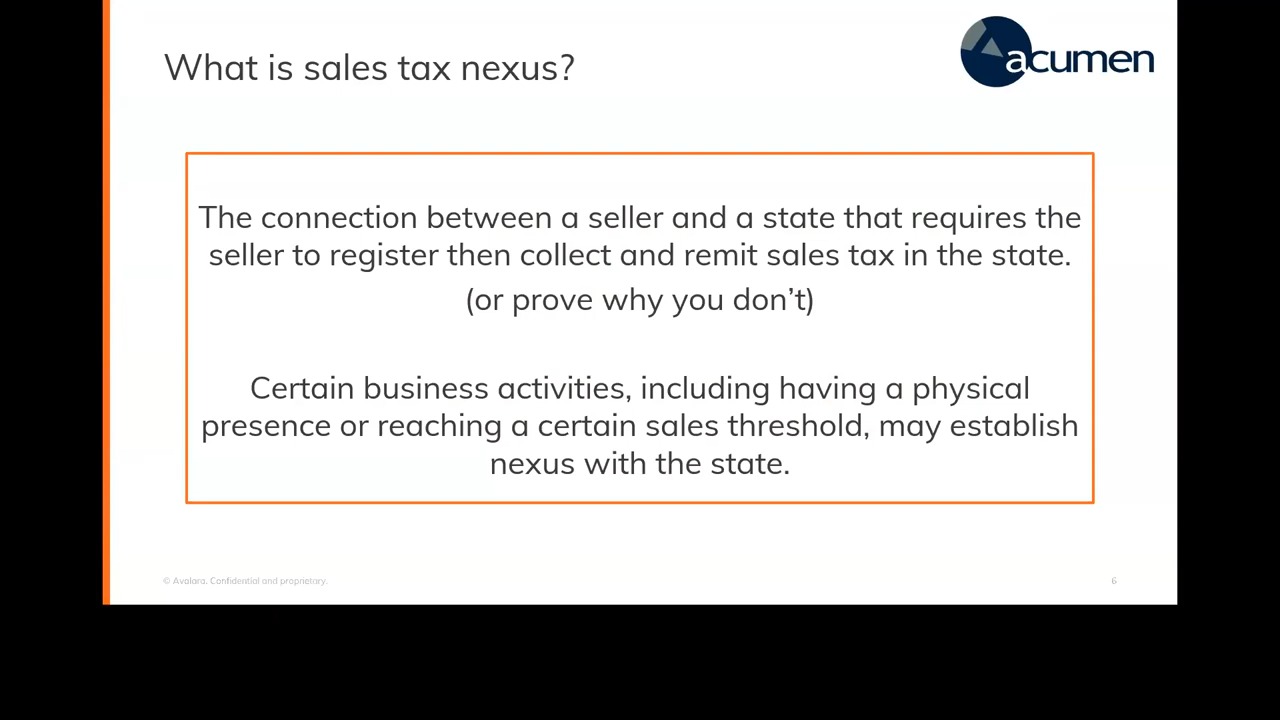 What is sales tax nexus?
acumen
The connection between a seller and a state that requires the
seller to register then collect and remit sales tax in the state.
(or prove why you don’t)
Certain business activities, including having a physical
presence or reaching a certain sales threshold, may establish
nexus with the state.
© Avalara. Confidential and proprietary.
6